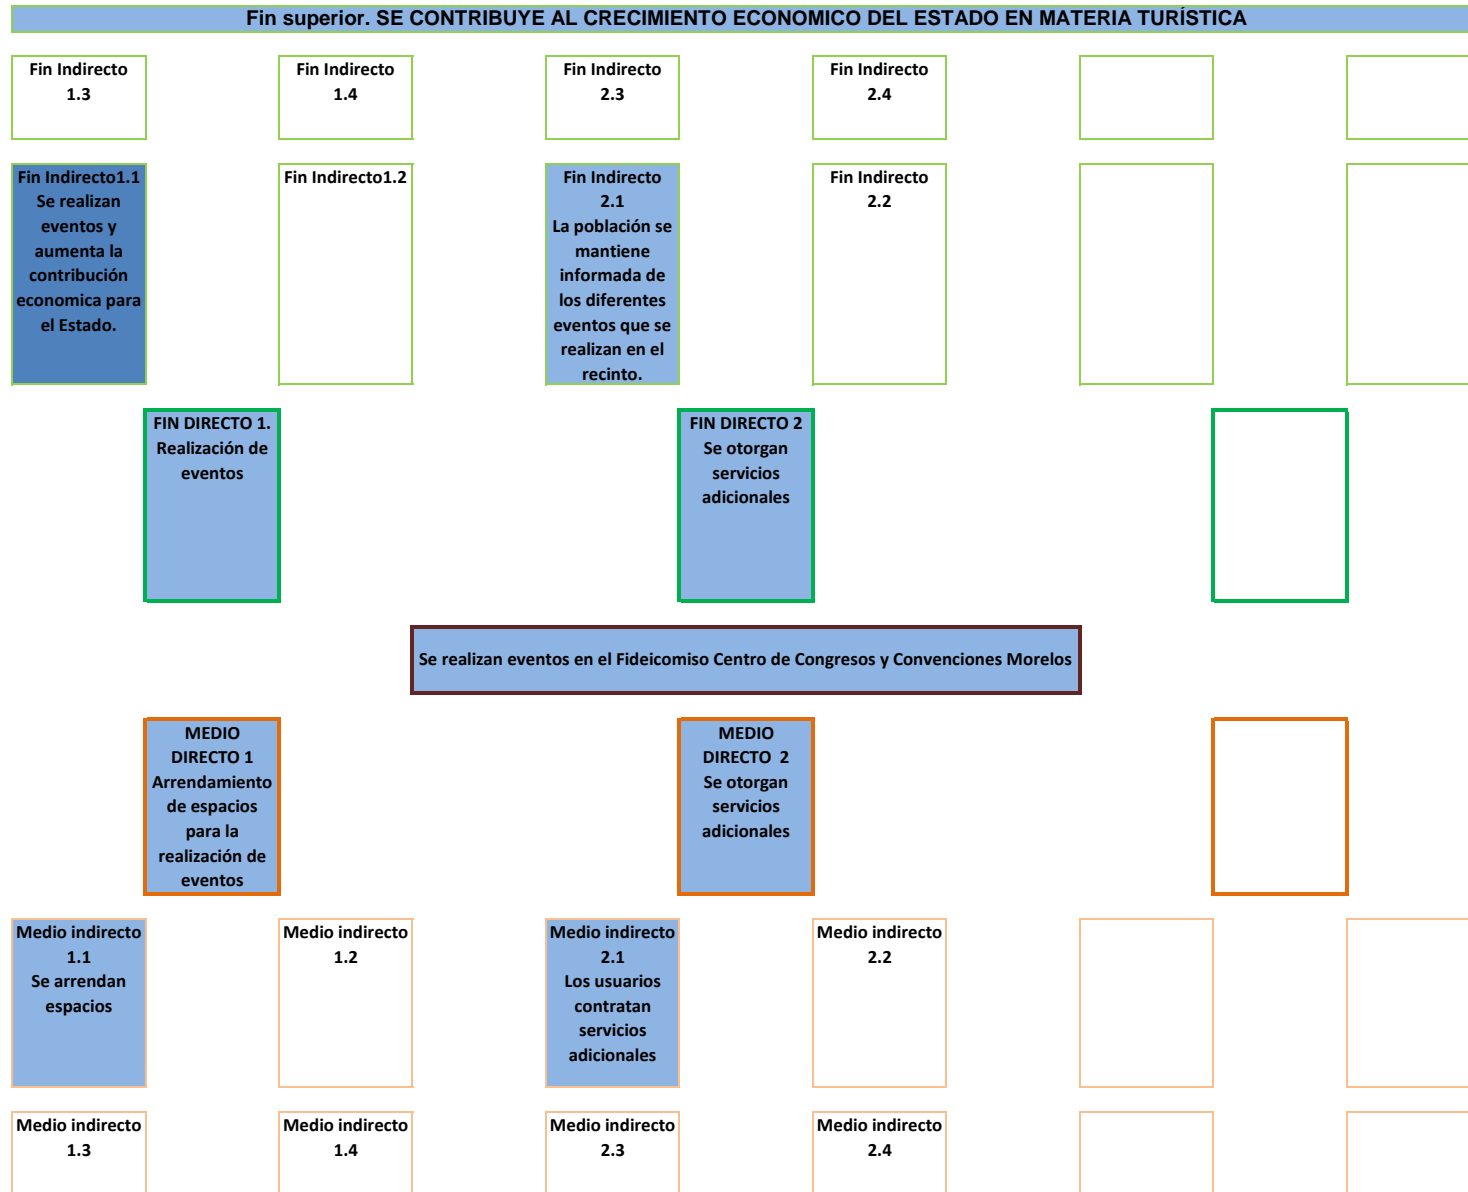 Fin superior. SE CONTRIBUYE AL CRECIMIENTO ECONOMICO DEL ESTADO EN MATERIA TURÍSTICA
Fin Indirecto
1.3
Fin Indirecto
1.4
Fin Indirecto
2.3
Fin Indirecto
2.4
Fin Indirecto1.1
Se realizan
eventos y
aumenta la
contribución
economica para
el Estado.
Fin Indirecto1.2
Fin Indirecto
2.1
La población se
mantiene
informada de
los diferentes
eventos que se
realizan en el
recinto.
Fin Indirecto
2.2
FIN DIRECTO 1.
Realización de
eventos
FIN DIRECTO 2
Se otorgan
servicios
adicionales
Se realizan eventos en el Fideicomiso Centro de Congresos y Convenciones Morelos
MEDIO
DIRECTO 1
Arrendamiento
de espacios
para la
realización de
eventos
MEDIO
DIRECTO  2
Se otorgan
servicios
adicionales
Medio indirecto
1.1
Se arrendan
espacios
Medio indirecto
1.2
Medio indirecto
2.1
Los usuarios
contratan
servicios
adicionales
Medio indirecto
2.2
Medio indirecto
1.3
Medio indirecto
1.4
Medio indirecto
2.3
Medio indirecto
2.4